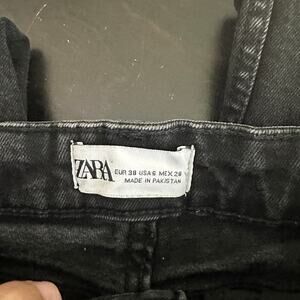 ZARA
EUR 38 USA 6 MEX 28
MADE IN PAKISTAN